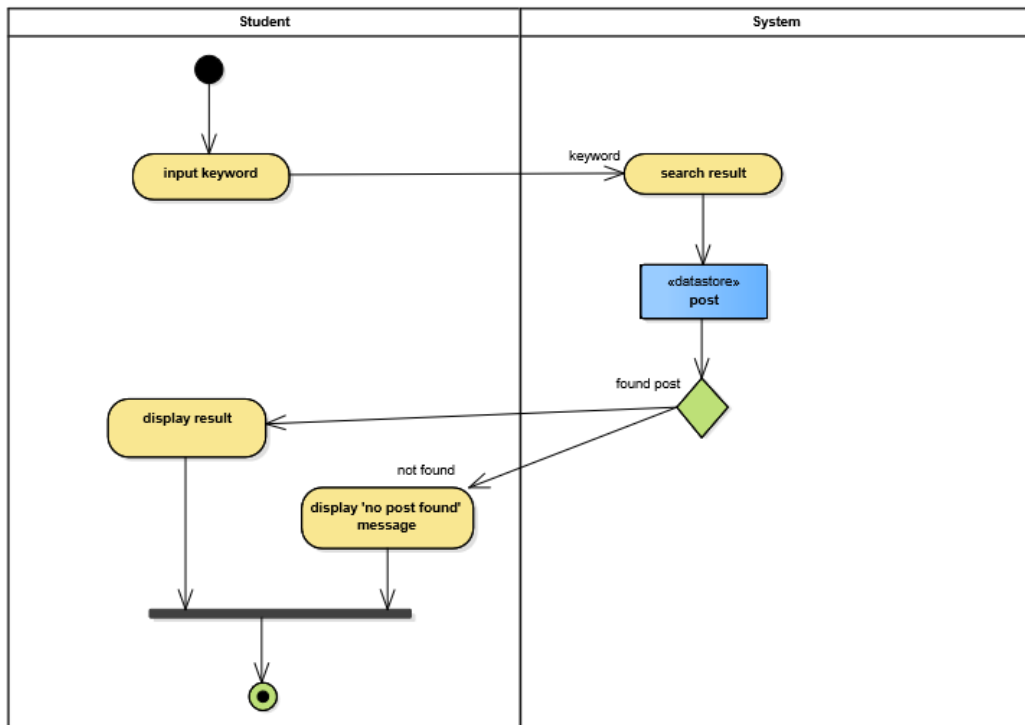 Student
System
input keyword
keyword
search result
«datastore»
post
found post
display result
not found
display 'no post found'
message